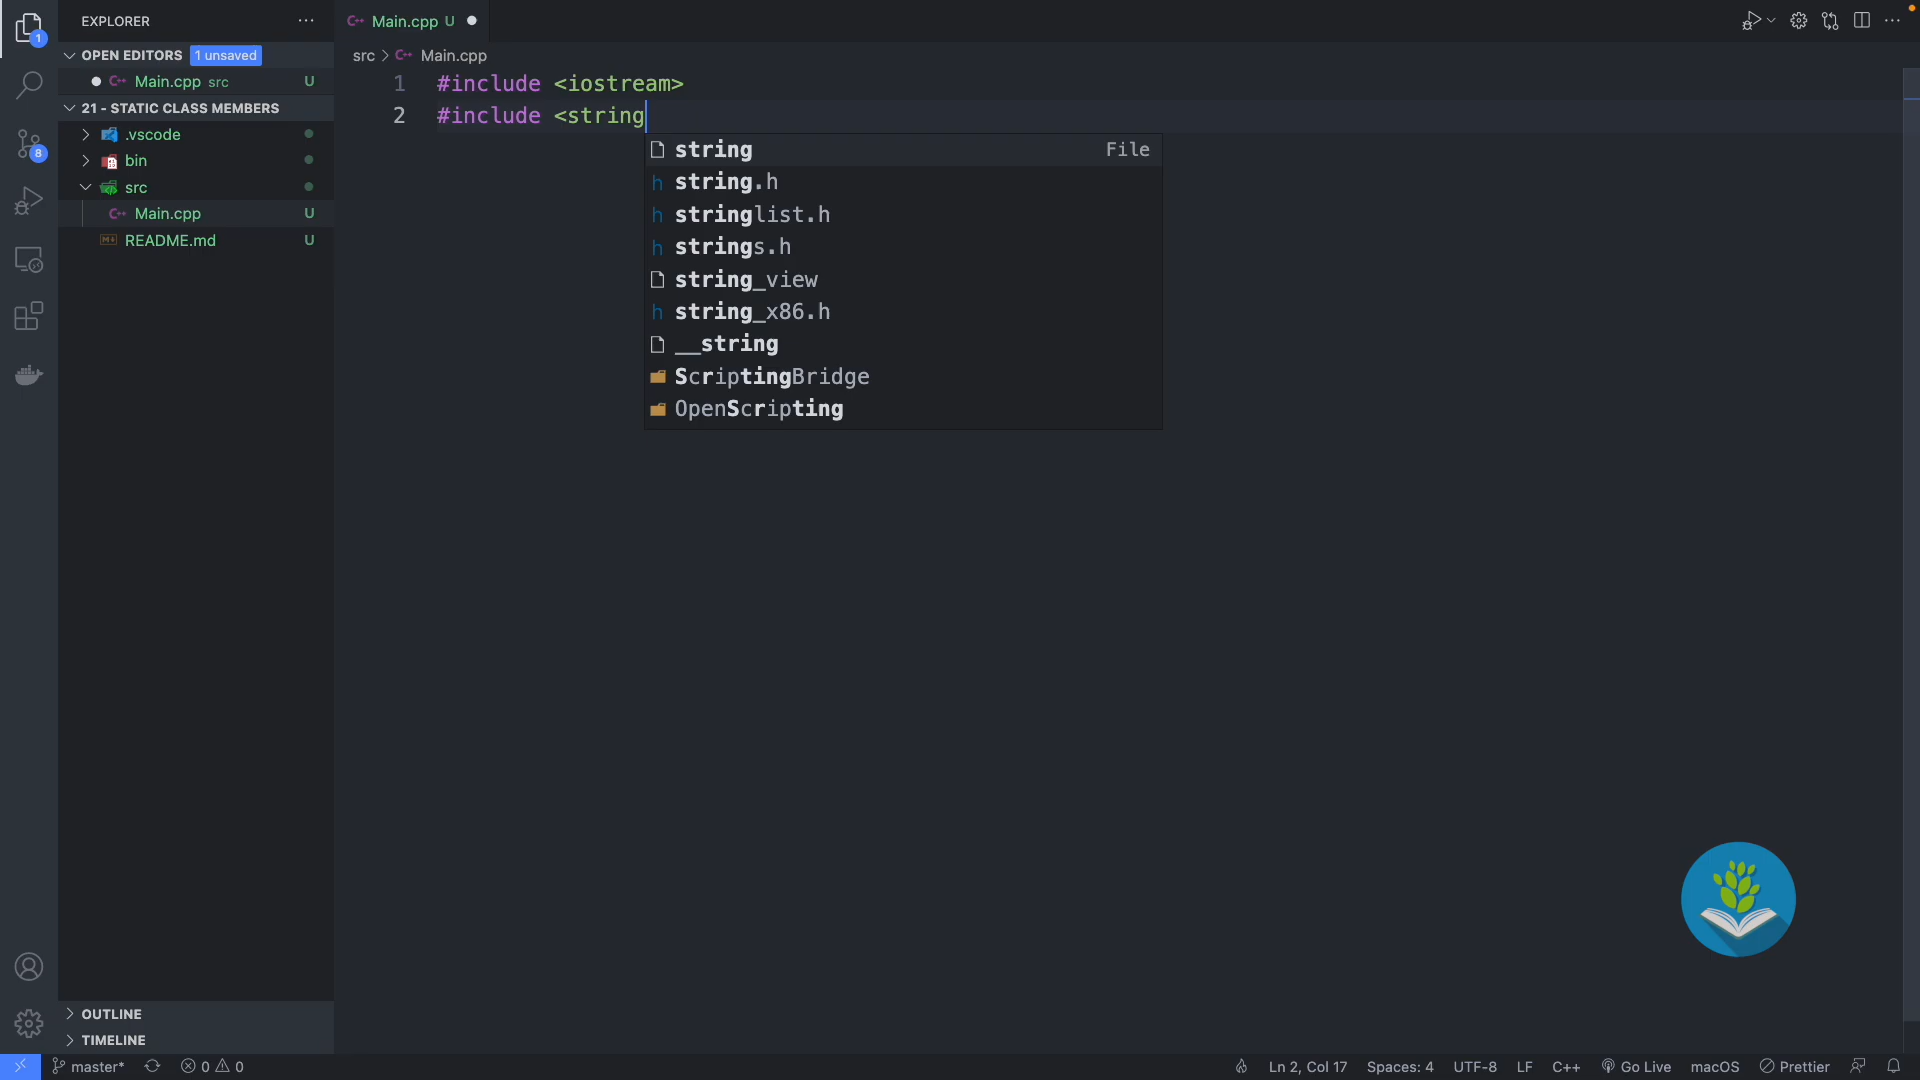 EXPLORER
OPEN EDITORS 1 unsaved
Main.cpp src U
21 - STATIC CLASS MEMBERS
.vscode
bin
src
Main.cpp U
README.md U
OUTLINE
TIMELINE
Main.cpp U
src > Main.cpp
1 #include <iostream>
2 #include <string
string File
string.h
stringlist.h
strings.h
string_view
string_x86.h
__string
ScriptingBridge
OpenScripting
1
8
master* 0 0 Ln 2, Col 17 Spaces: 4 UTF-8 LF C++ Go Live macOS Prettier